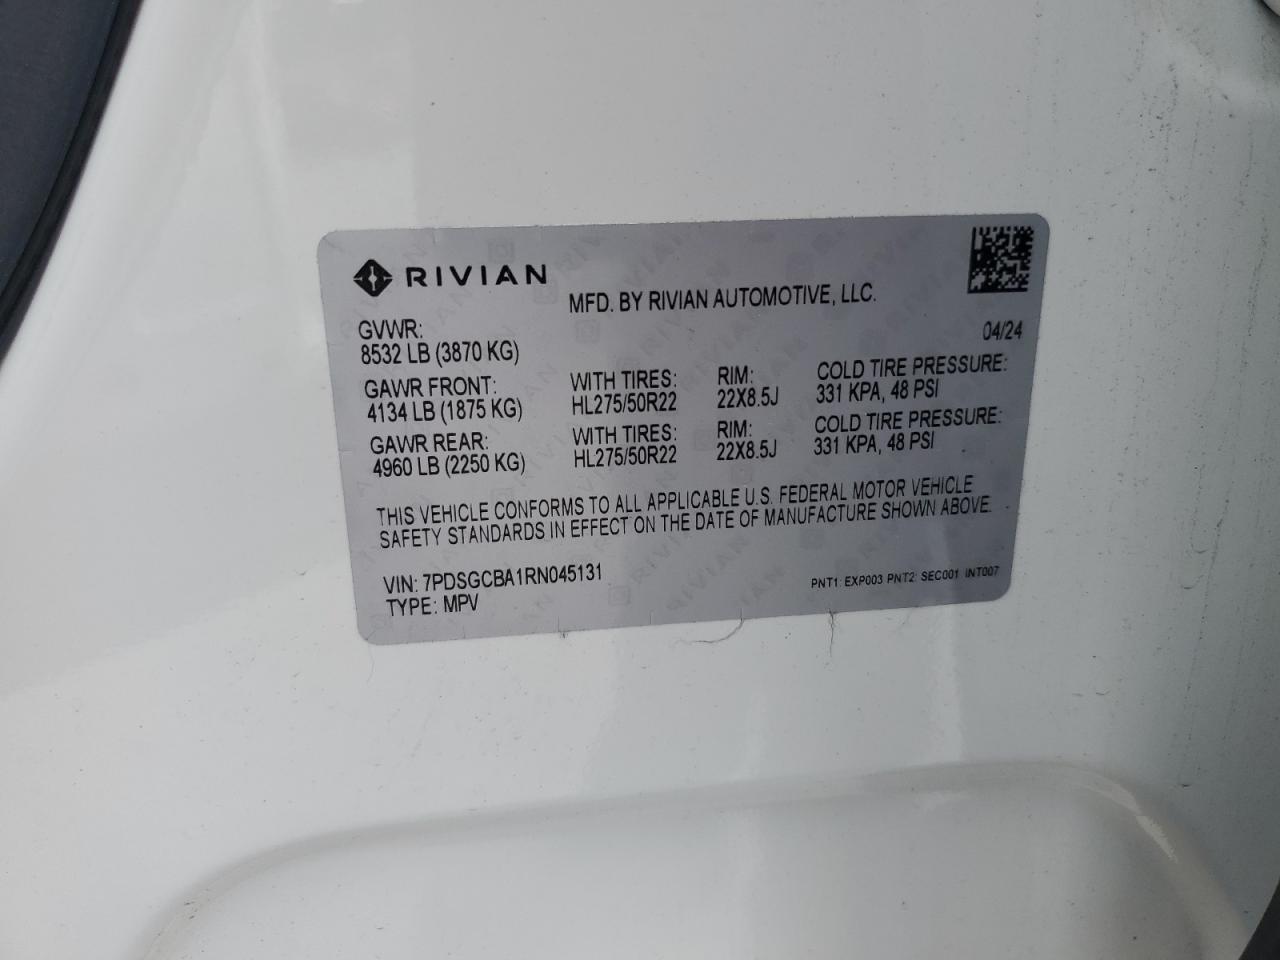 RIVIAN
MFD. BY RIVIAN AUTOMOTIVE, LLC.
04/24
GVWR:
8532 LB (3870 KG)
GAWR FRONT: WITH TIRES: RIM: COLD TIRE PRESSURE:
4134 LB (1875 KG) HL275/50R22 22X8.5J 331 KPA, 48 PSI
GAWR REAR: WITH TIRES: RIM: COLD TIRE PRESSURE:
4960 LB (2250 KG) HL275/50R22 22X8.5J 331 KPA, 48 PSI
THIS VEHICLE CONFORMS TO ALL APPLICABLE U.S. FEDERAL MOTOR VEHICLE
SAFETY STANDARDS IN EFFECT ON THE DATE OF MANUFACTURE SHOWN ABOVE.
VIN: 7PDSGCBA1RN045131
PNT1: EXP003 PNT2: SEC001 INT007
TYPE: MPV